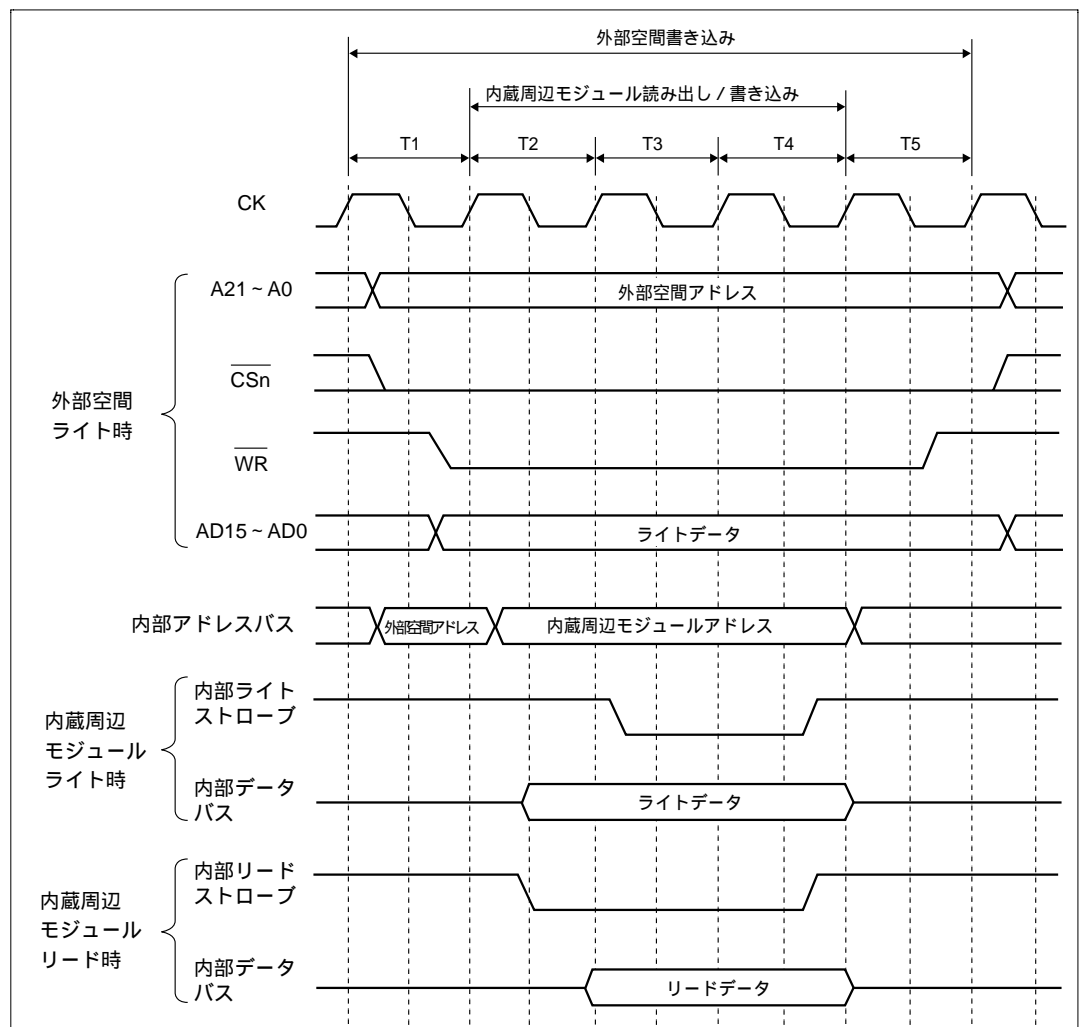 外部空間書き込み
内蔵周辺モジュール読み出し / 書き込み
T1 T2 T3 T4 T5
CK
A21 ~ A0
外部空間アドレス
CSn
外部空間
ライト時
WR
AD15 ~ AD0
ライトデータ
内部アドレスバス
外部空間アドレス
内蔵周辺モジュールアドレス
内蔵周辺
モジュール
ライト時
内部ライト
ストローブ
内部データ
バス
ライトデータ
内蔵周辺
モジュール
リード時
内部リード
ストローブ
内部データ
バス
リードデータ